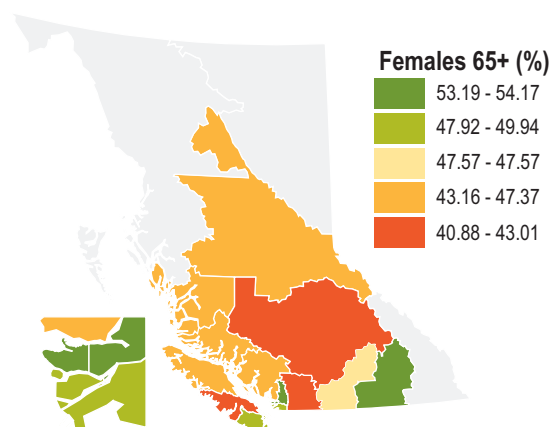 Females 65+ (%)
53.19 - 54.17
47.92 - 49.94
47.57 - 47.57
43.16 - 47.37
40.88 - 43.01